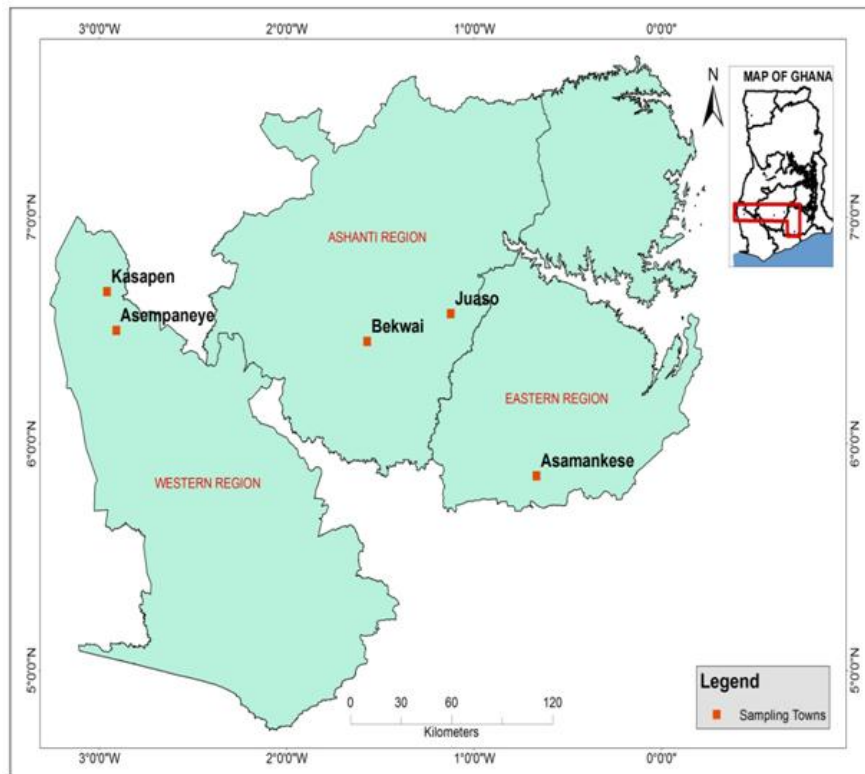 3°0'0"W 2°0'0"W 1°0'0"W 0°0'0"
N
MAP OF GHANA
7°0'0"N
7°0'0"N
ASHANTI REGION
Kasapen
Asempaneye
Juaso
Bekwai
EASTERN REGION
6°0'0"N
6°0'0"N
Asamankese
WESTERN REGION
5°0'0"N
5°0'0"N
Legend
Sampling Towns
0 30 60 120
Kilometers
3°0'0"W 2°0'0"W 1°0'0"W 0°0'0"